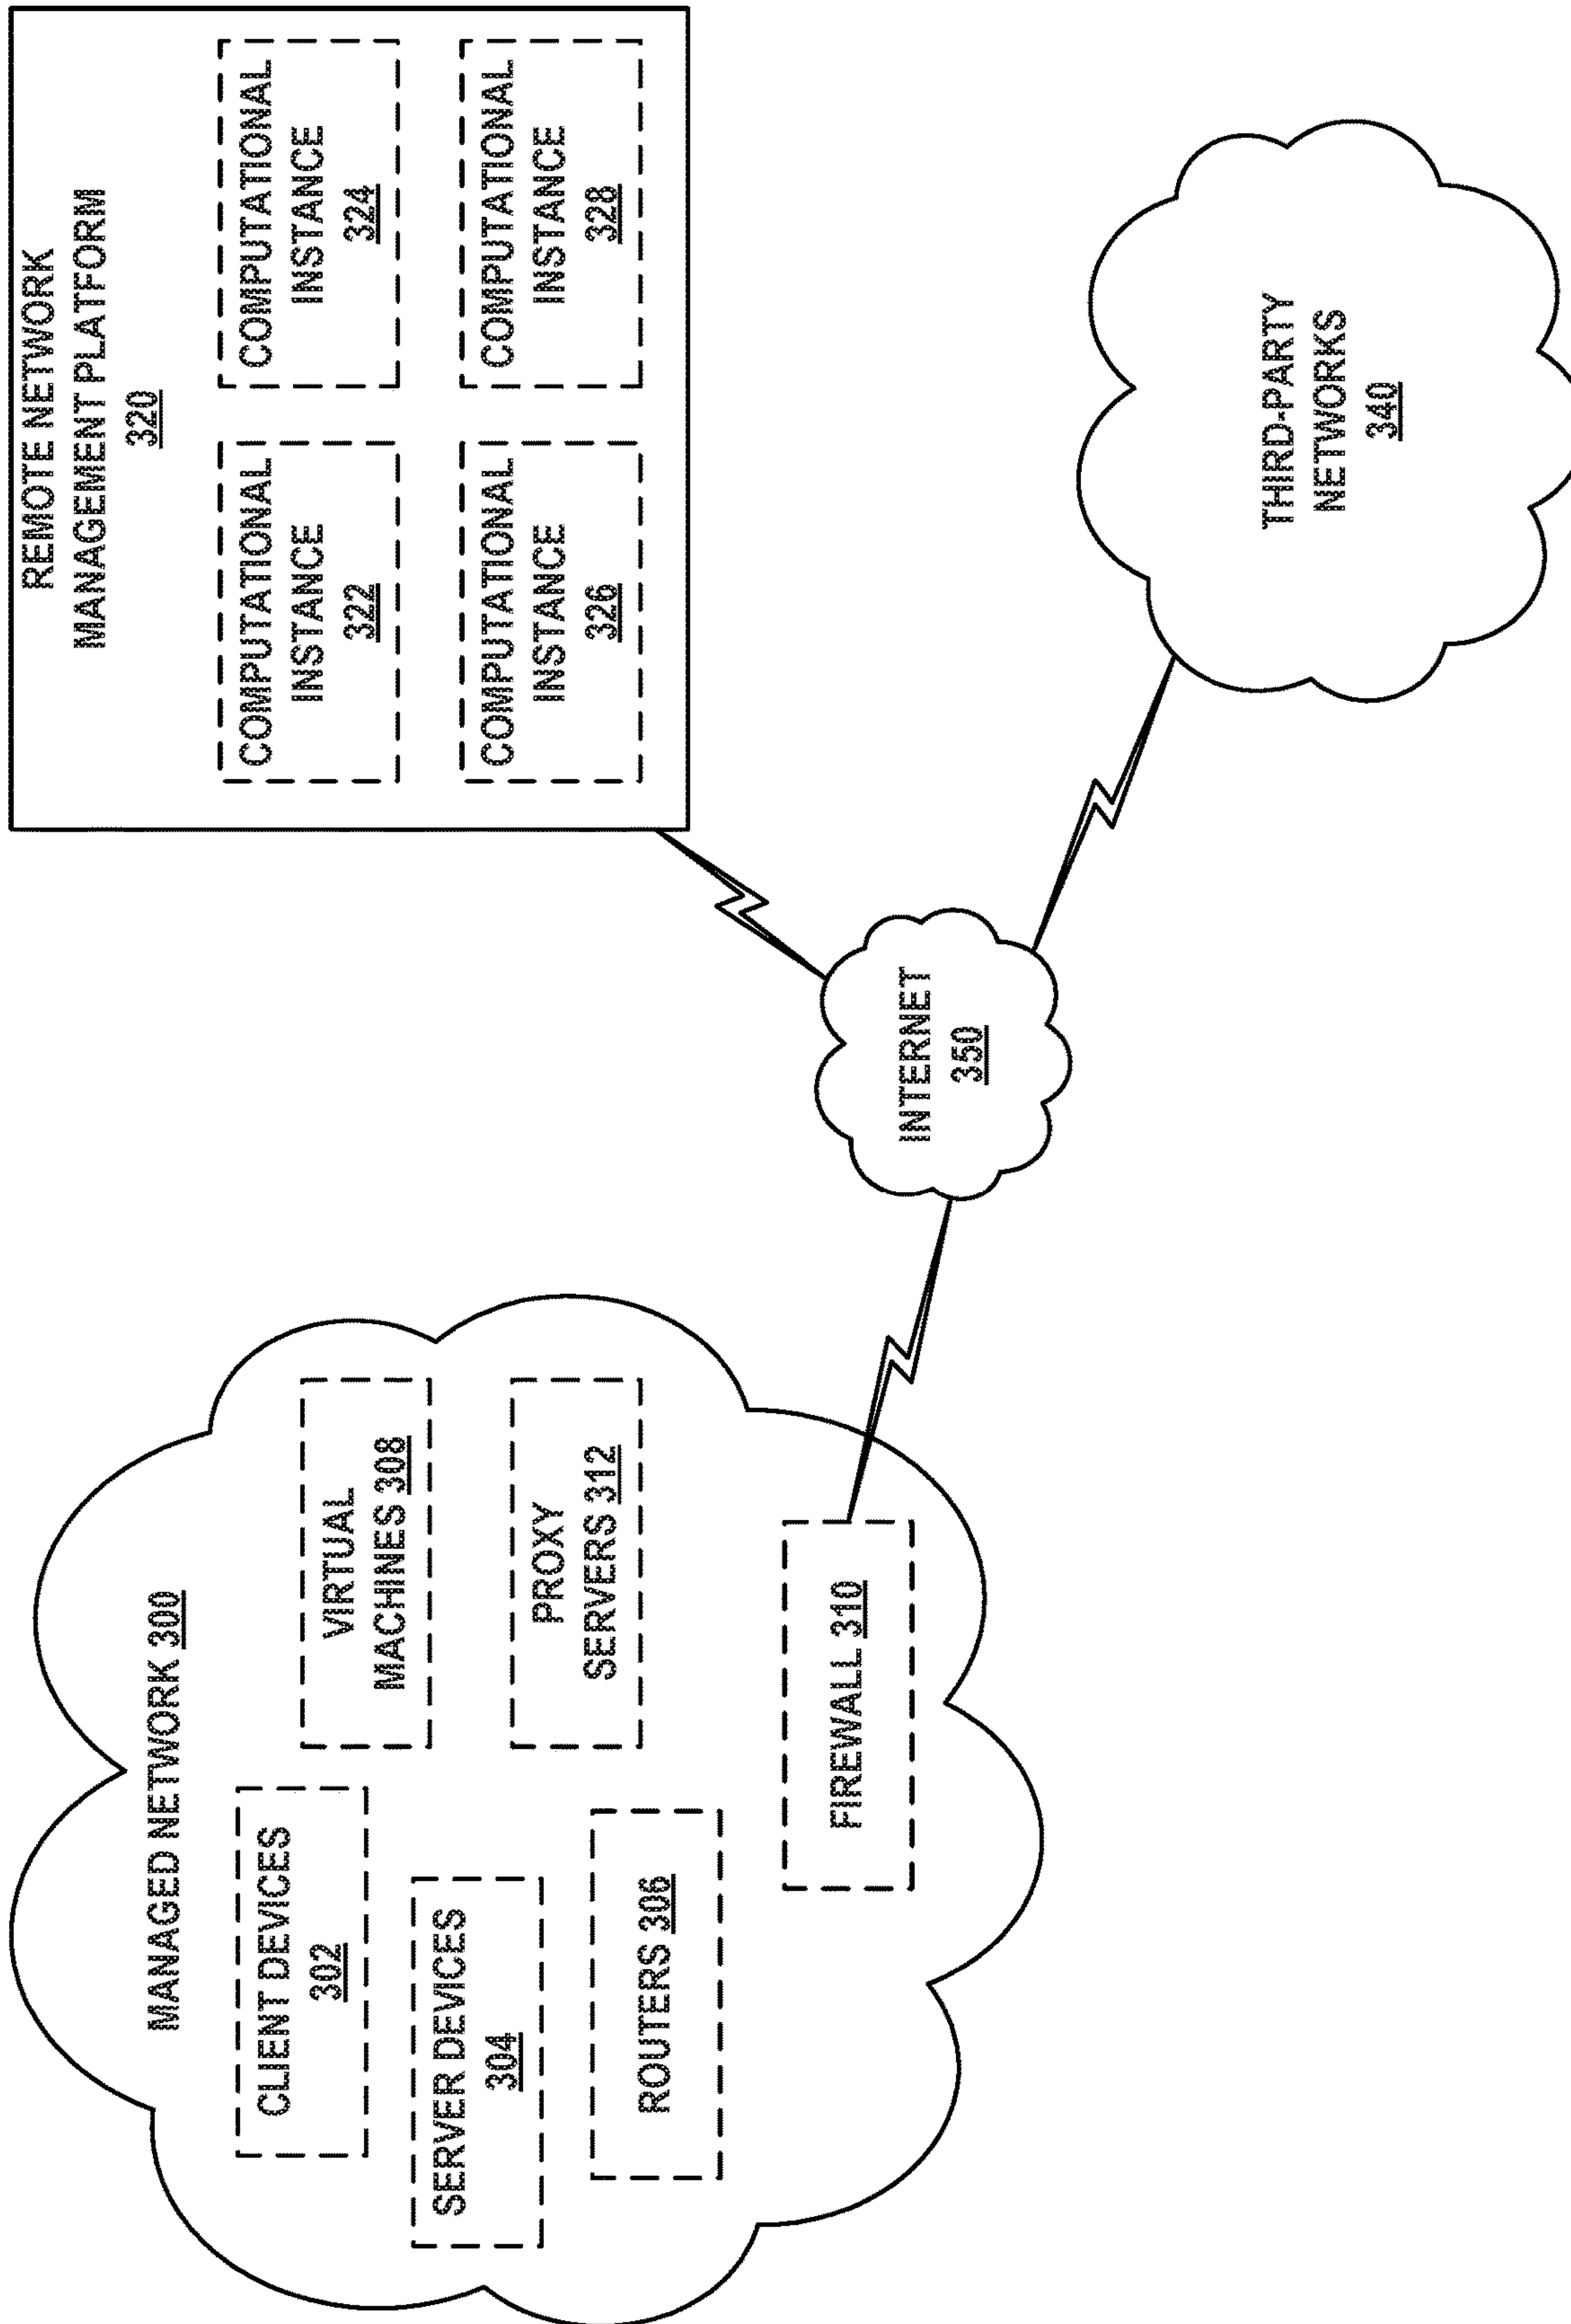 MANAGED NETWORK 300
CLIENT DEVICES
302
SERVER DEVICES
304
ROUTERS 306
VIRTUAL
MACHINES 308
PROXY
SERVERS 312
FIREWALL 310
INTERNET
350
REMOTE NETWORK
MANAGEMENT PLATFORM
320
COMPUTATIONAL
INSTANCE
322
COMPUTATIONAL
INSTANCE
324
COMPUTATIONAL
INSTANCE
326
COMPUTATIONAL
INSTANCE
328
THIRD-PARTY
NETWORKS
340